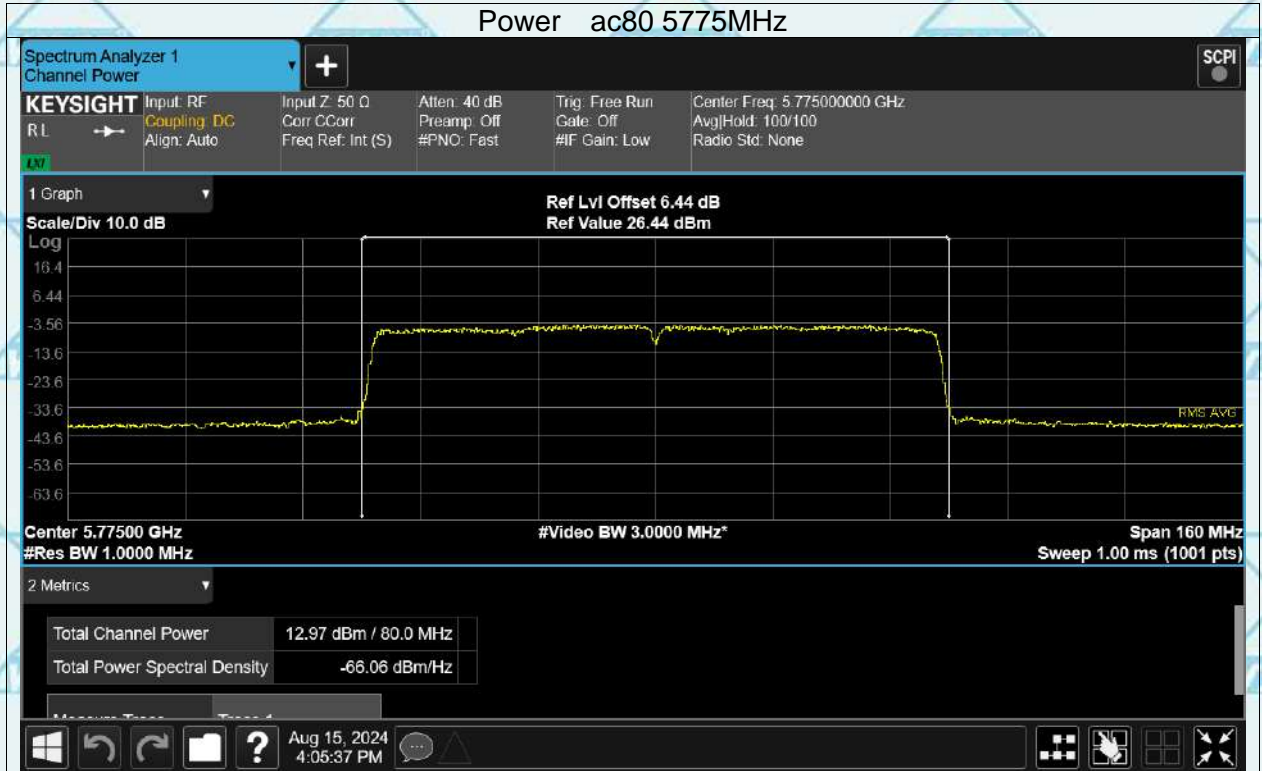 Power ac80 5775MHz
Spectrum Analyzer 1
Channel Power
SCPI
KEYSIGHT
RL
LXI
Input: RF
Coupling: DC
Align: Auto
Input Z: 50 Ω
Corr CCorr
Freq Ref: Int (S)
Atten: 40 dB
Preamp: Off
#PNO: Fast
Trig: Free Run
Gate: Off
#IF Gain: Low
Center Freq: 5.775000000 GHz
Avg|Hold: 100/100
Radio Std: None
1 Graph
Scale/Div 10.0 dB
Ref Lvl Offset 6.44 dB
Ref Value 26.44 dBm
Log
16.4
6.44
-3.56
-13.6
-23.6
-33.6
RMS AVG
-43.6
-53.6
-63.6
Center 5.77500 GHz
#Video BW 3.0000 MHz*
Span 160 MHz
#Res BW 1.0000 MHz
Sweep 1.00 ms (1001 pts)
2 Metrics
Total Channel Power 12.97 dBm / 80.0 MHz
Total Power Spectral Density -66.06 dBm/Hz
Measure Trace Trace 1
?
Aug 15, 2024
4:05:37 PM